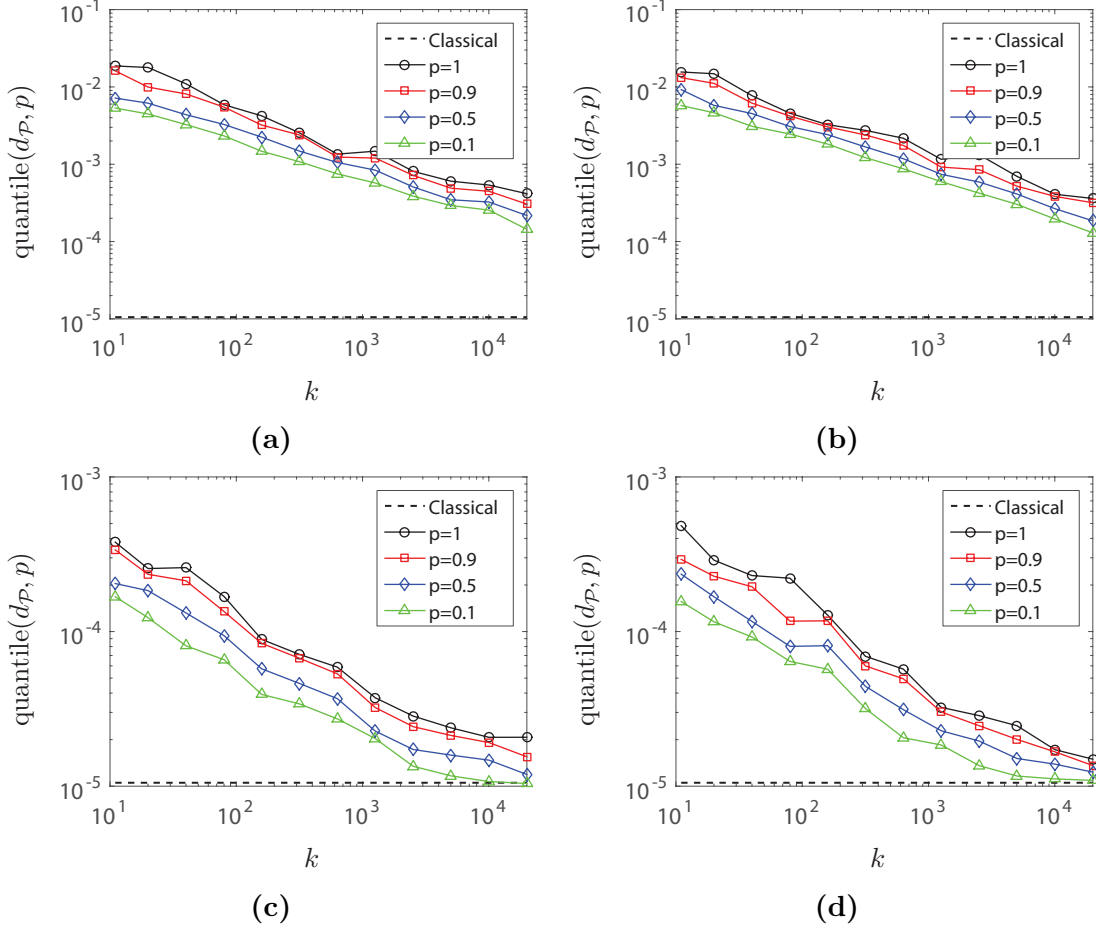 10^-1
10^-2
10^-3
10^-4
10^-5
quantile(d_𝒫, p)
Classical
p=1
p=0.9
p=0.5
p=0.1
10^1
10^2
10^3
10^4
k
(a)
10^-1
10^-2
10^-3
10^-4
10^-5
quantile(d_𝒫, p)
Classical
p=1
p=0.9
p=0.5
p=0.1
10^1
10^2
10^3
10^4
k
(b)
10^-3
10^-4
10^-5
quantile(d_𝒫, p)
Classical
p=1
p=0.9
p=0.5
p=0.1
10^1
10^2
10^3
10^4
k
(c)
10^-3
10^-4
10^-5
quantile(d_𝒫, p)
Classical
p=1
p=0.9
p=0.5
p=0.1
10^1
10^2
10^3
10^4
k
(d)